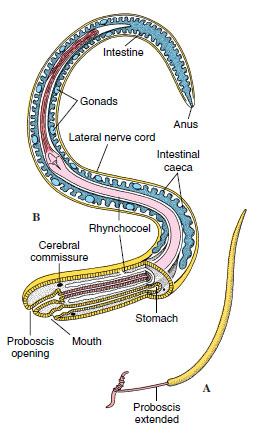 Intestine
Gonads
Anus
Lateral nerve cord
Intestinal
caeca
B
Rhynchocoel
Cerebral
commissure
Stomach
Proboscis
opening
Mouth
A
Proboscis
extended